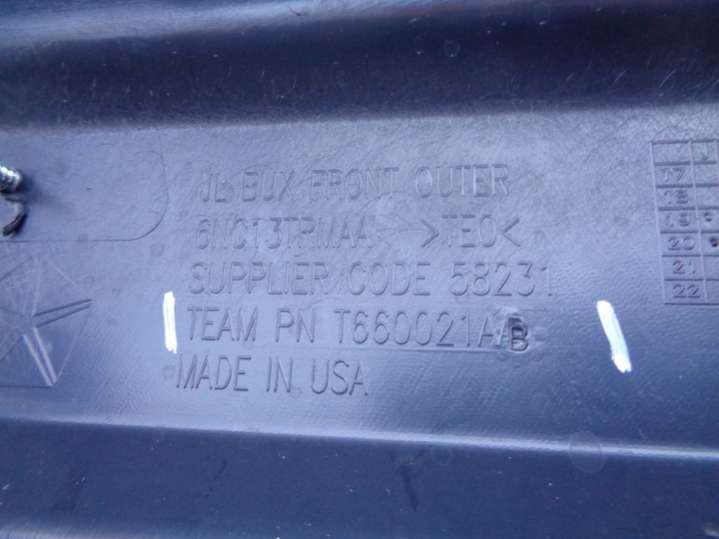 JL BUX FRONT OUTER
6NC13TRMAA >TEO<
SUPPLIER CODE 58231
TEAM PN T660021AB
MADE IN USA
17
18
19
20
21
22